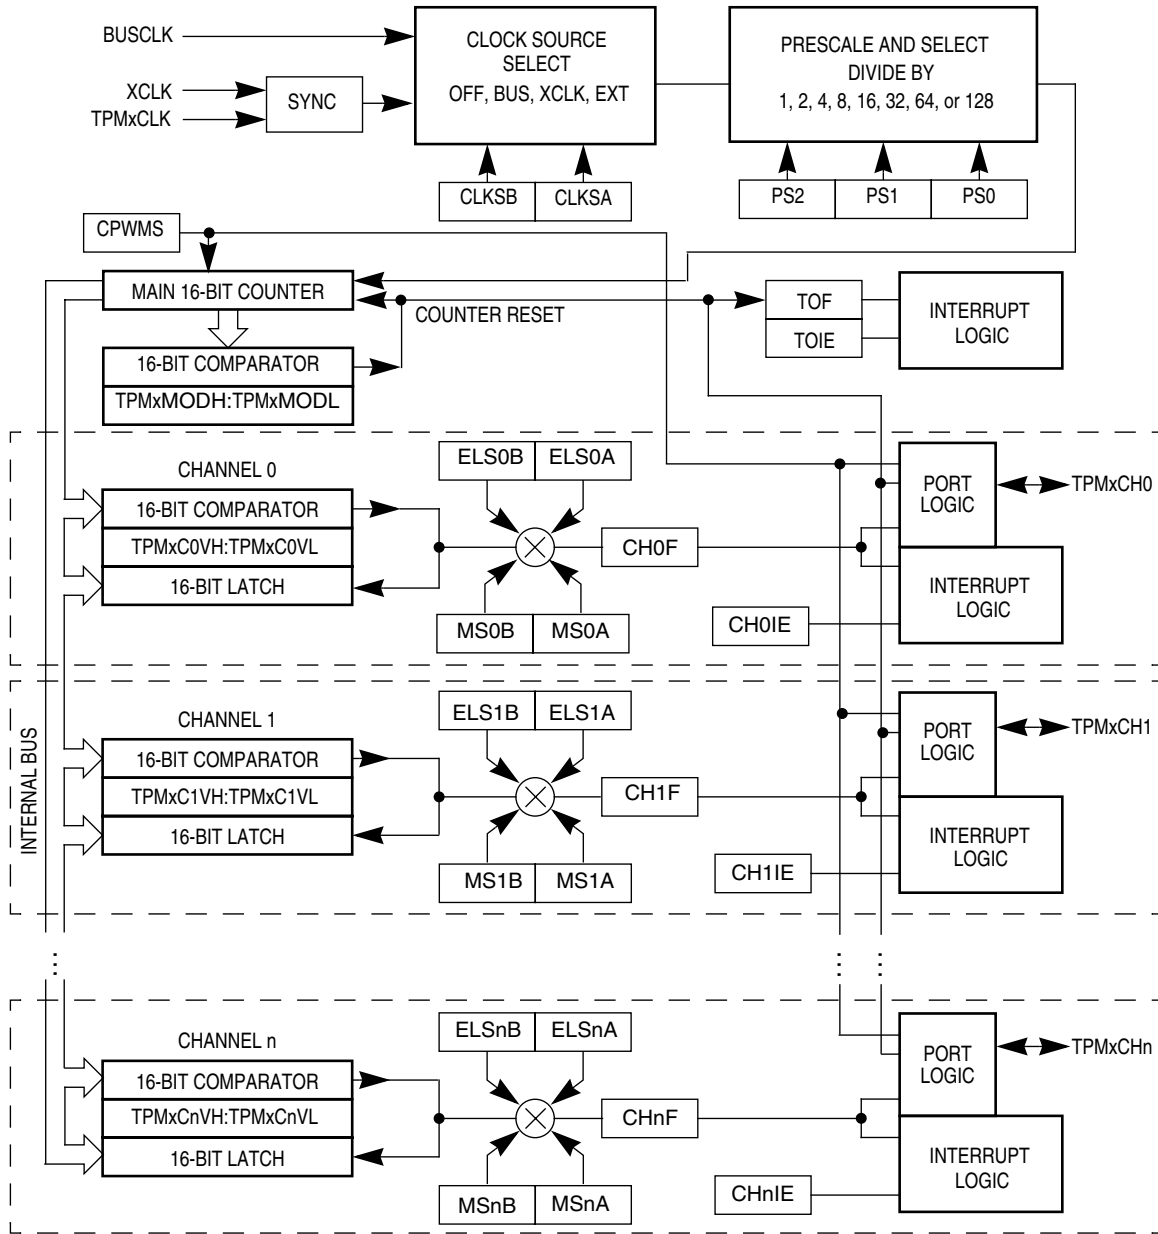 BUSCLK
XCLK
TPMxCLK
SYNC
CLOCK SOURCE
SELECT
OFF, BUS, XCLK, EXT
PRESCALE AND SELECT
DIVIDE BY
1, 2, 4, 8, 16, 32, 64, or 128
CLKSB
CLKSA
PS2
PS1
PS0
CPWMS
MAIN 16-BIT COUNTER
COUNTER RESET
16-BIT COMPARATOR
TPMxMODH:TPMxMODL
TOF
TOIE
INTERRUPT
LOGIC
INTERNAL BUS
CHANNEL 0
16-BIT COMPARATOR
TPMxC0VH:TPMxC0VL
16-BIT LATCH
ELS0B
ELS0A
MS0B
MS0A
CH0F
CH0IE
PORT
LOGIC
TPMxCH0
INTERRUPT
LOGIC
CHANNEL 1
16-BIT COMPARATOR
TPMxC1VH:TPMxC1VL
16-BIT LATCH
ELS1B
ELS1A
MS1B
MS1A
CH1F
CH1IE
PORT
LOGIC
TPMxCH1
INTERRUPT
LOGIC
CHANNEL n
16-BIT COMPARATOR
TPMxCnVH:TPMxCnVL
16-BIT LATCH
ELSnB
ELSnA
MSnB
MSnA
CHnF
CHnIE
PORT
LOGIC
TPMxCHn
INTERRUPT
LOGIC